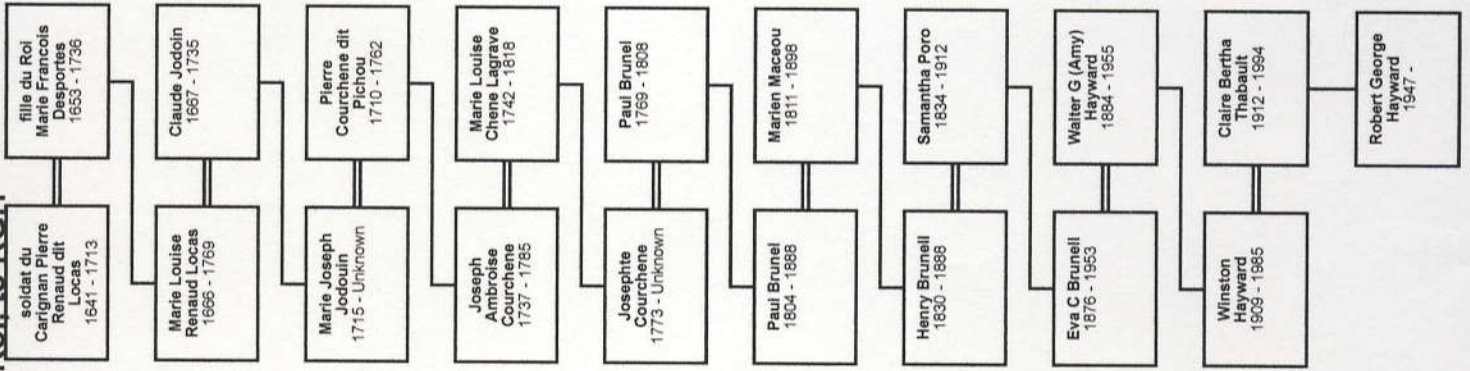 soldat du
Carignan Pierre
Renaud dit
Locas
1641 - 1713
fille du Roi
Marie Francois
Desportes
1653 - 1736
Marie Louise
Renaud Locas
1666 - 1769
Claude Jodoin
1667 - 1735
Marie Joseph
Jodouin
1715 - Unknown
Pierre
Courchene dit
Pichou
1710 - 1762
Joseph
Ambroise
Courchene
1737 - 1785
Marie Louise
Chene Lagrave
1742 - 1818
Josephte
Courchene
1773 - Unknown
Paul Brunel
1769 - 1808
Paul Brunel
1804 - 1888
Marien Maceou
1811 - 1898
Henry Brunell
1830 - 1888
Samantha Poro
1834 - 1912
Eva C Brunell
1876 - 1953
Walter G (Amy)
Hayward
1884 - 1955
Winston
Hayward
1909 - 1985
Claire Bertha
Thabault
1912 - 1994
Robert George
Hayward
1947 -